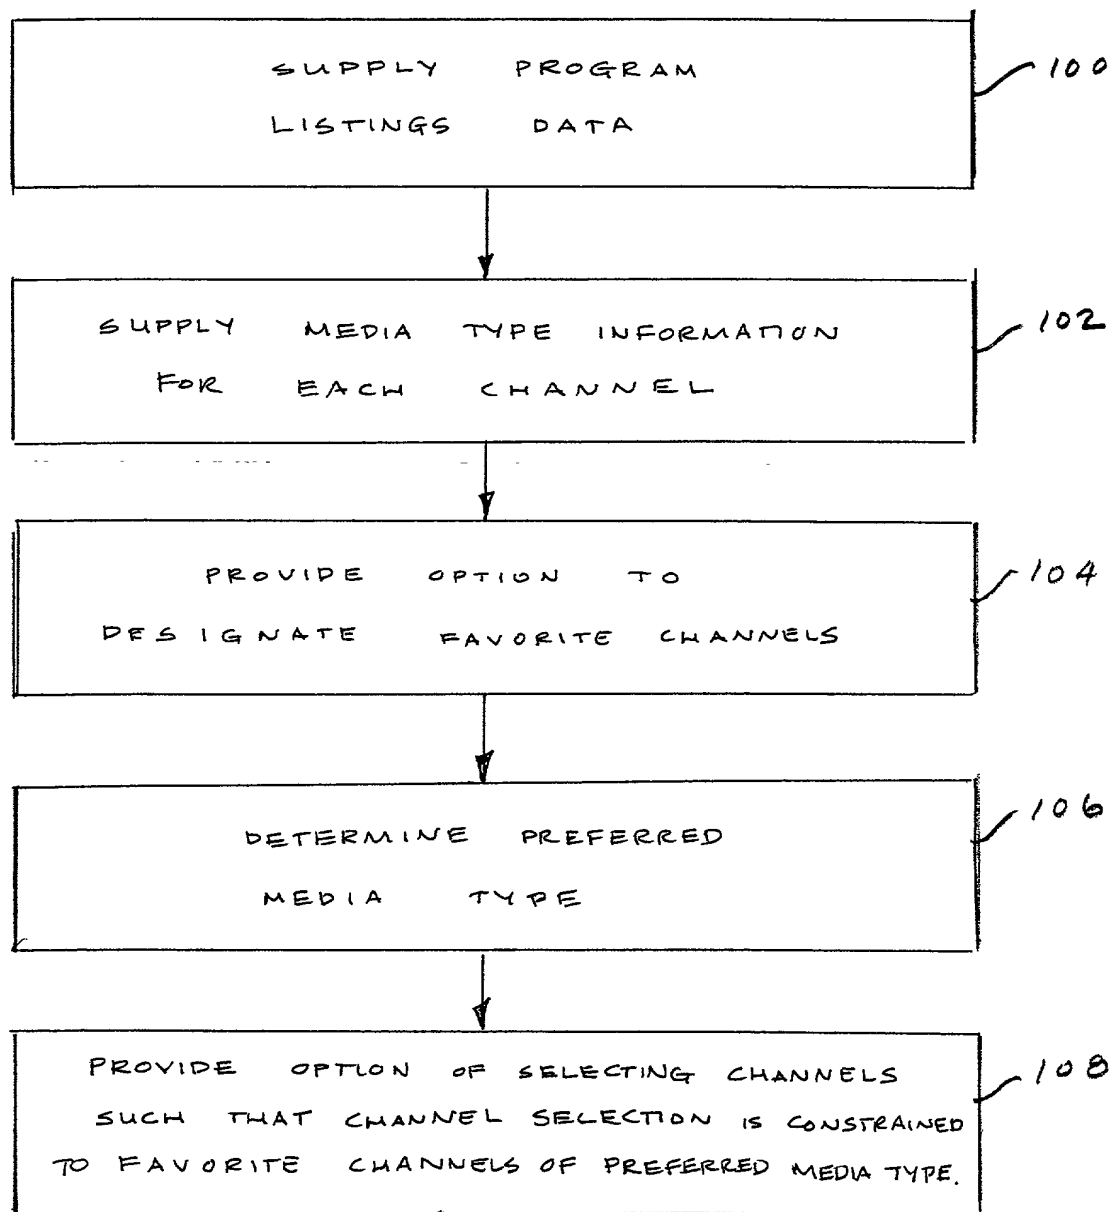 SUPPLY PROGRAM
LISTINGS DATA
100
SUPPLY MEDIA TYPE INFORMATION
FOR EACH CHANNEL
102
PROVIDE OPTION TO
DESIGNATE FAVORITE CHANNELS
104
DETERMINE PREFERRED
MEDIA TYPE
106
PROVIDE OPTION OF SELECTING CHANNELS
SUCH THAT CHANNEL SELECTION IS CONSTRAINED
TO FAVORITE CHANNELS OF PREFERRED MEDIA TYPE.
108